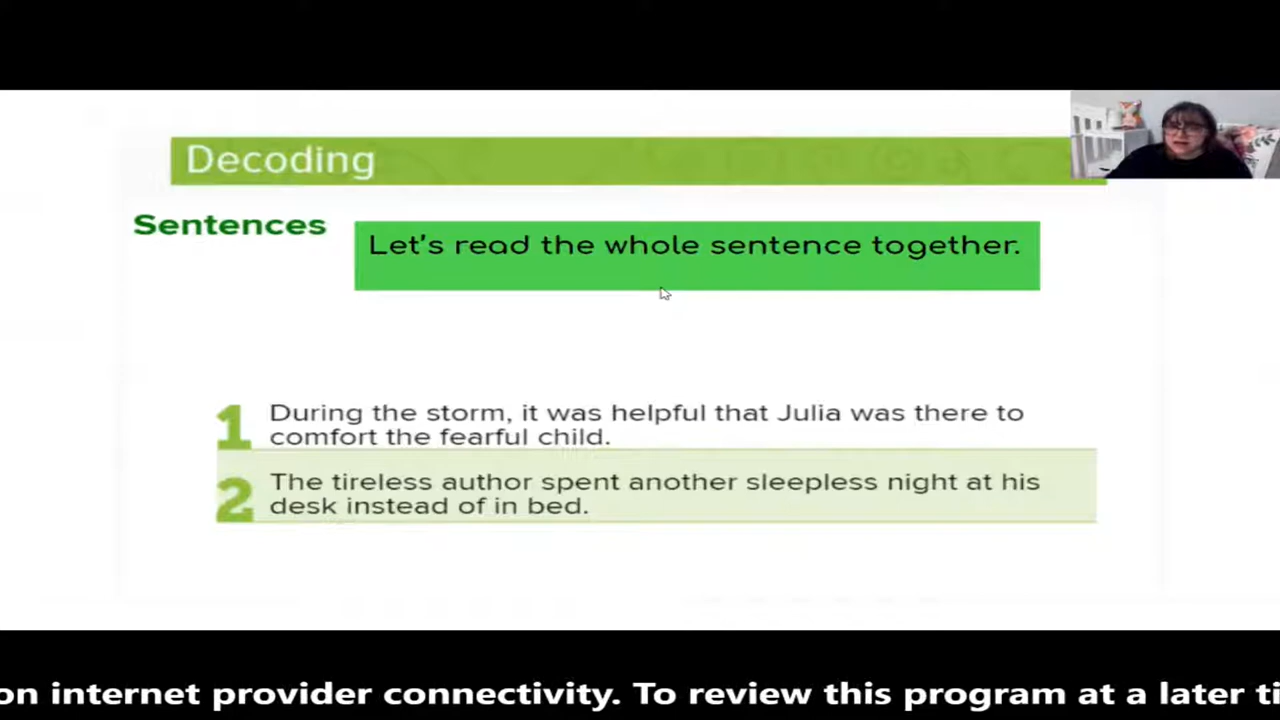 Decoding
Sentences
Let's read the whole sentence together.
1 During the storm, it was helpful that Julia was there to
comfort the fearful child.
2 The tireless author spent another sleepless night at his
desk instead of in bed.
on internet provider connectivity. To review this program at a later ti